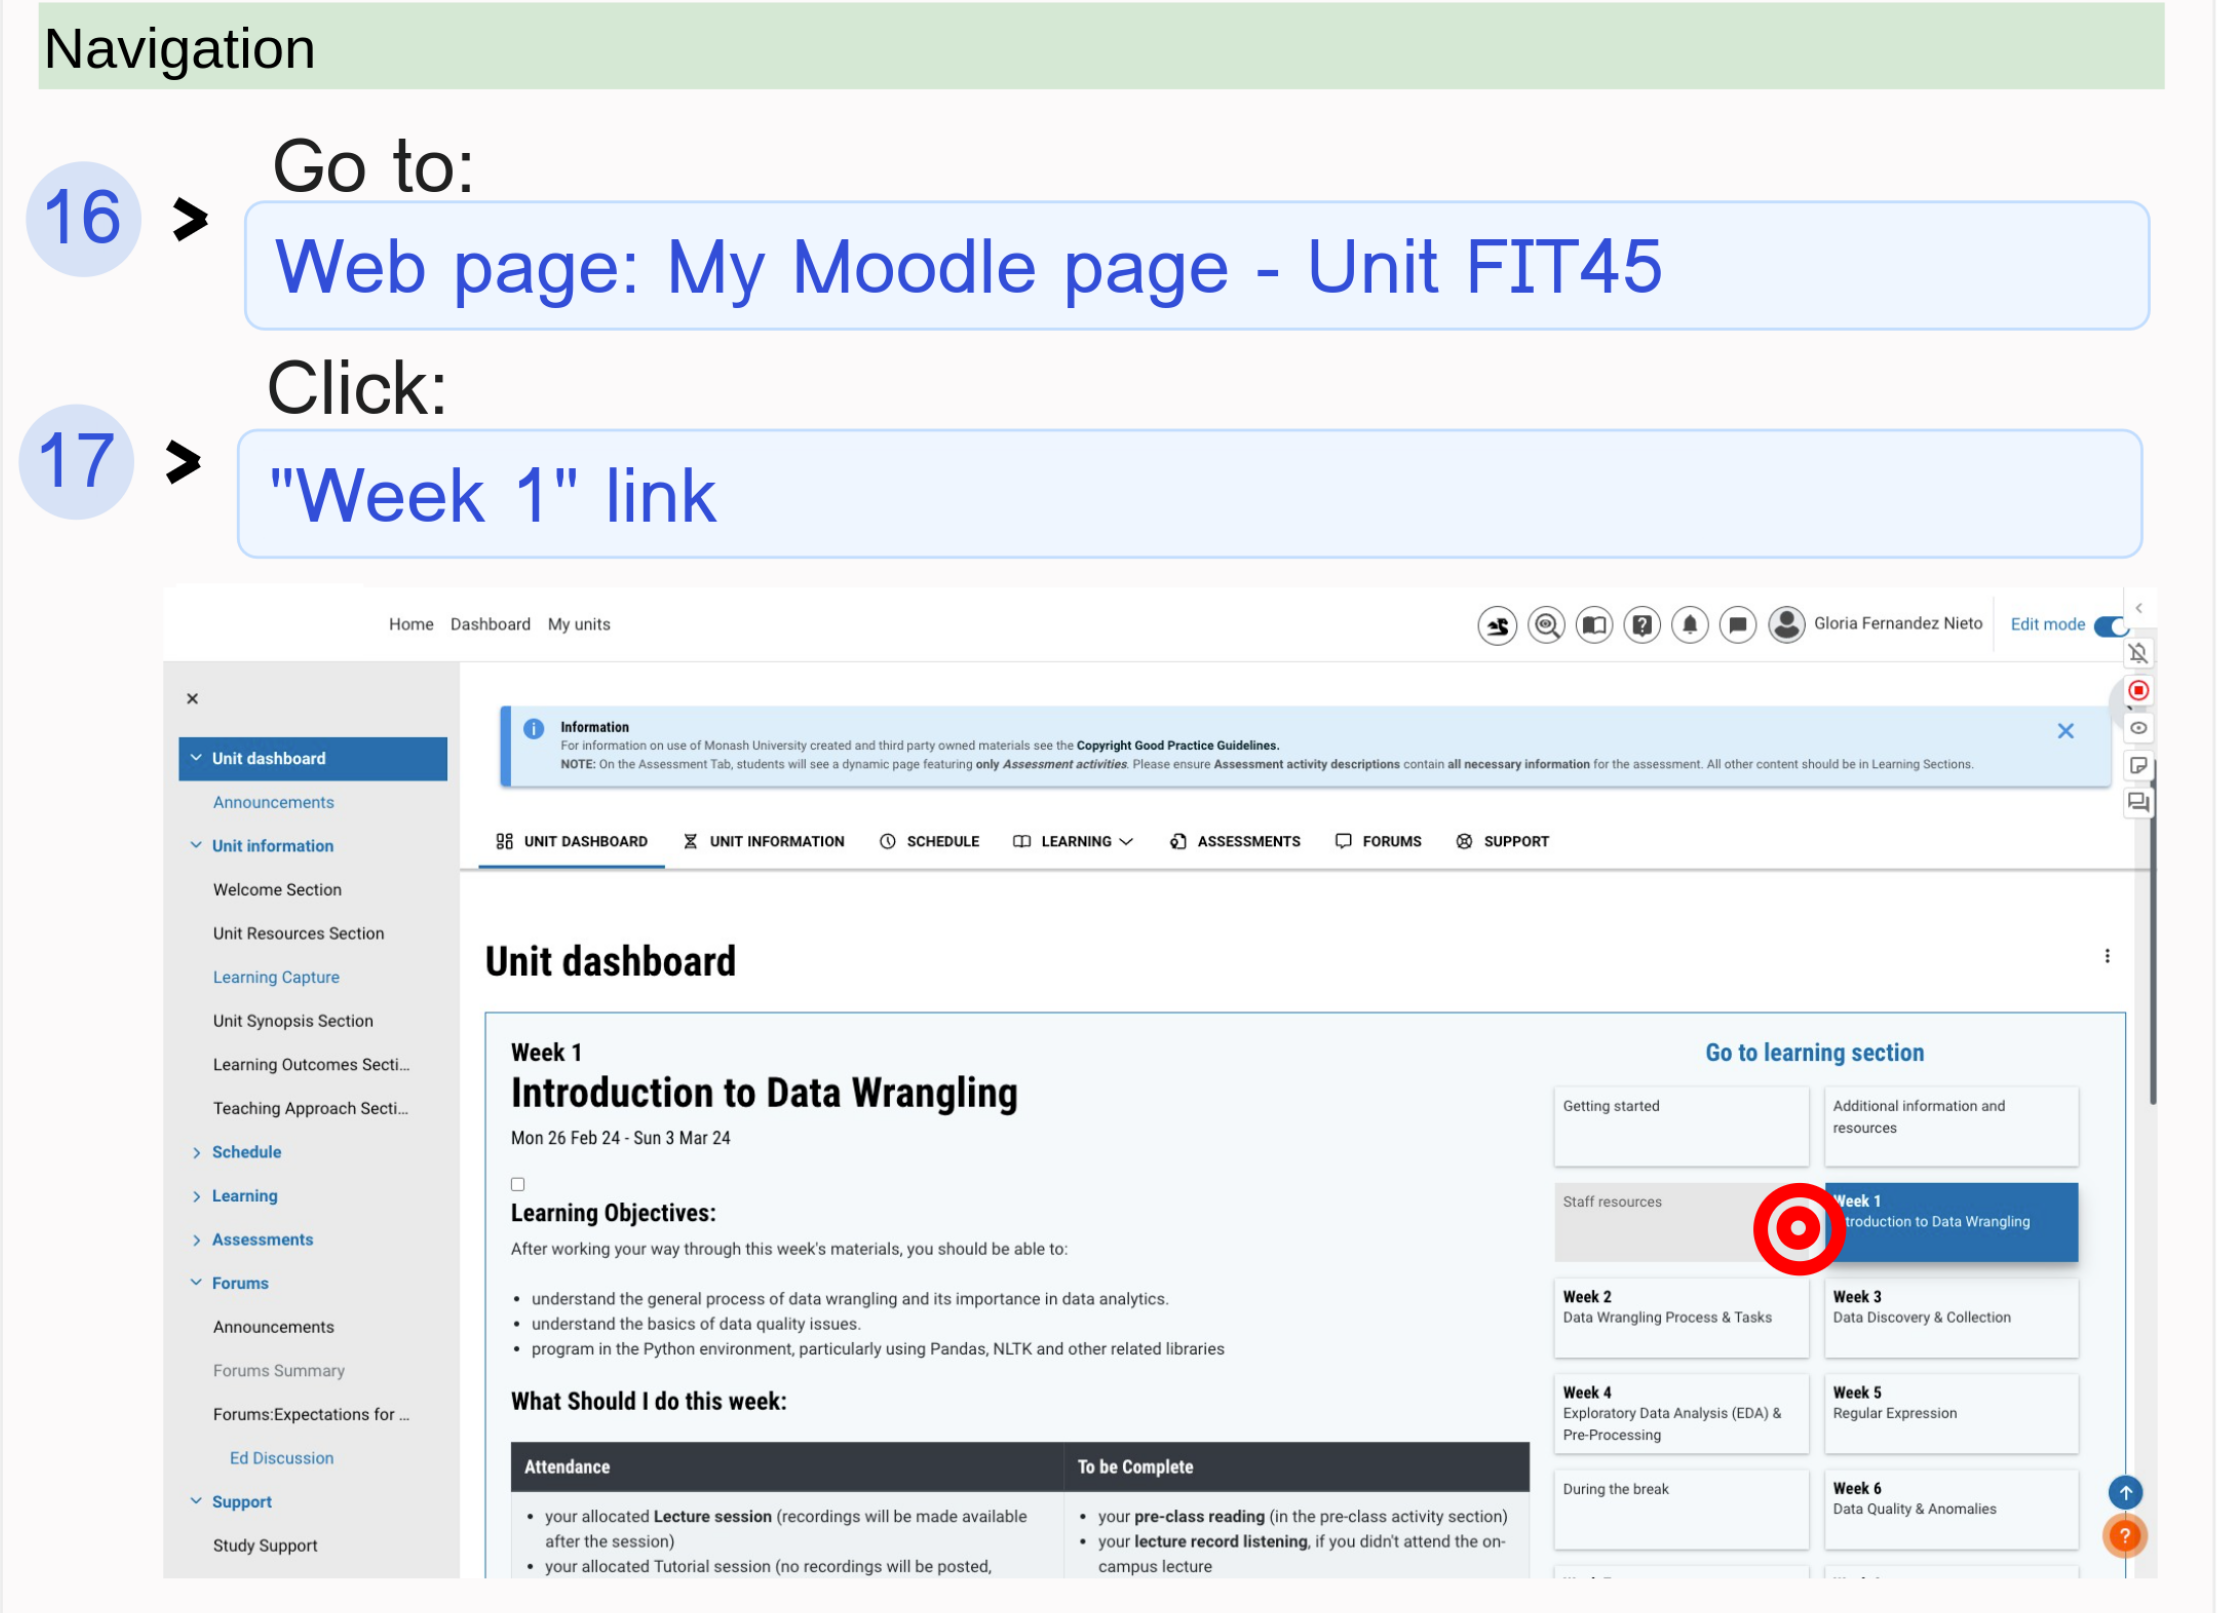 Navigation
16
Go to:
Web page: My Moodle page - Unit FIT45
17
Click:
"Week 1" link
Home Dashboard My units
Gloria Fernandez Nieto
Edit mode
Unit dashboard
Announcements
Unit information
Welcome Section
Unit Resources Section
Learning Capture
Unit Synopsis Section
Learning Outcomes Secti...
Teaching Approach Secti...
Schedule
Learning
Assessments
Forums
Announcements
Forums Summary
Forums:Expectations for ...
Ed Discussion
Support
Study Support
Information
For information on use of Monash University created and third party owned materials see the Copyright Good Practice Guidelines.
NOTE: On the Assessment Tab, students will see a dynamic page featuring only Assessment activities. Please ensure Assessment activity descriptions contain all necessary information for the assessment. All other content should be in Learning Sections.
UNIT DASHBOARD UNIT INFORMATION SCHEDULE LEARNING ASSESSMENTS FORUMS SUPPORT
Unit dashboard
Week 1
Introduction to Data Wrangling
Mon 26 Feb 24 - Sun 3 Mar 24
Learning Objectives:
After working your way through this week's materials, you should be able to:
• understand the general process of data wrangling and its importance in data analytics.
• understand the basics of data quality issues.
• program in the Python environment, particularly using Pandas, NLTK and other related libraries
What Should I do this week:
Attendance
• your allocated Lecture session (recordings will be made available
after the session)
• your allocated Tutorial session (no recordings will be posted,
To be Complete
• your pre-class reading (in the pre-class activity section)
• your lecture record listening, if you didn't attend the on-
campus lecture
Go to learning section
Getting started
Additional information and
resources
Staff resources
Week 1
Introduction to Data Wrangling
Week 2
Data Wrangling Process & Tasks
Week 3
Data Discovery & Collection
Week 4
Exploratory Data Analysis (EDA) &
Pre-Processing
Week 5
Regular Expression
During the break
Week 6
Data Quality & Anomalies